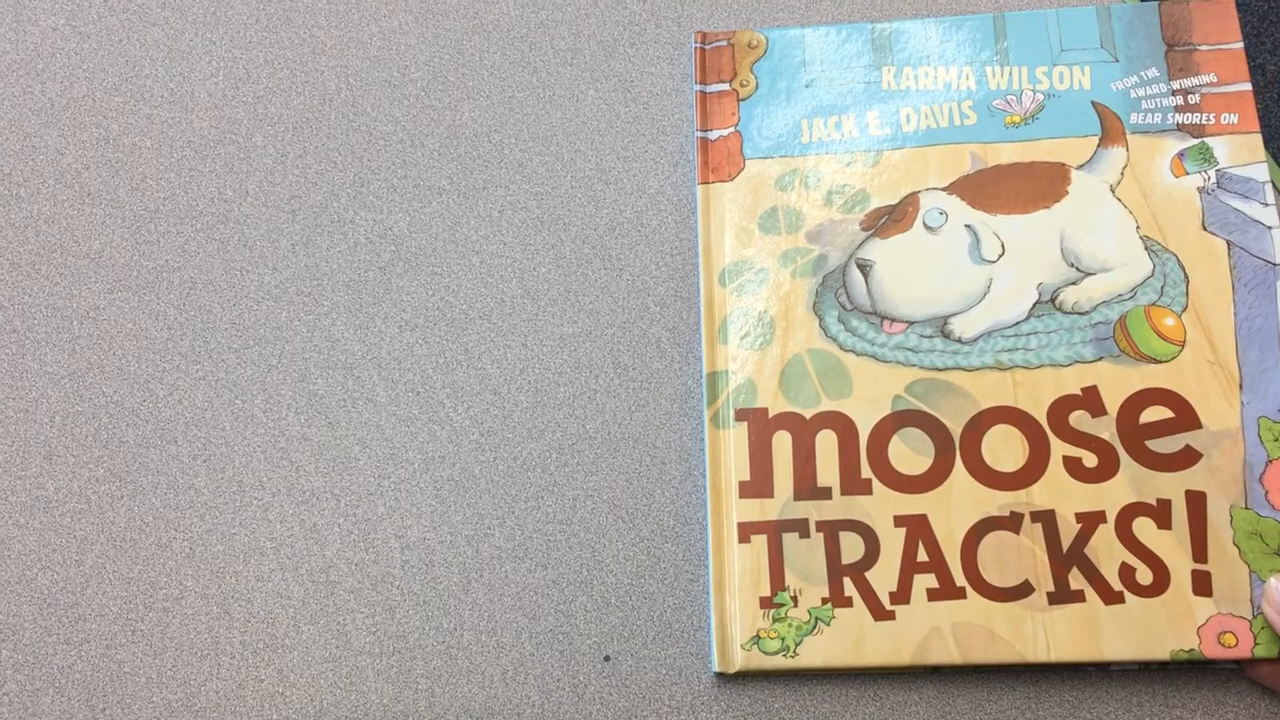 KARMA WILSON
JACK E. DAVIS
FROM THE
AWARD-WINNING
AUTHOR OF
BEAR SNORES ON
moose
TRACKS!